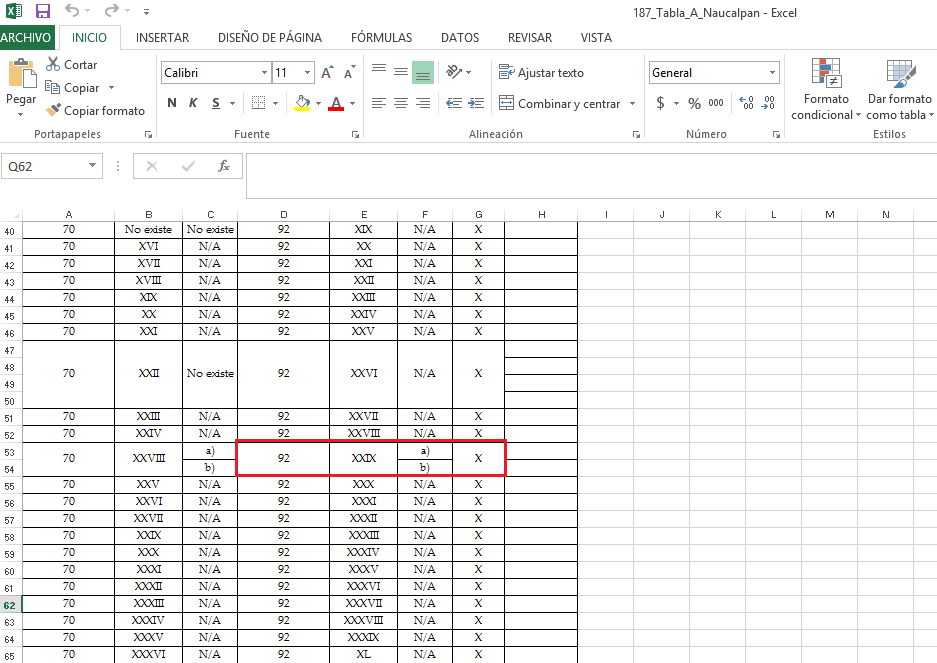 187_Tabla_A_Naucalpan - Excel
ARCHIVO INICIO INSERTAR DISEÑO DE PÁGINA FÓRMULAS DATOS REVISAR VISTA
Pegar
Cortar
Copiar
Copiar formato
Portapapeles
Calibri 11
N K S
Fuente
Ajustar texto
Combinar y centrar
Alineación
General
$ % 000
Número
Formato condicional
Dar formato como tabla
Estilos
Q62 fx
A B C D E F G H I J K L M N
40 70 No existe No existe 92 XIX N/A X
41 70 XVI N/A 92 XX N/A X
42 70 XVII N/A 92 XXI N/A X
43 70 XVIII N/A 92 XXII N/A X
44 70 XIX N/A 92 XXIII N/A X
45 70 XX N/A 92 XXIV N/A X
46 70 XXI N/A 92 XXV N/A X
47
48
70 XXII No existe 92 XXVI N/A X
49
50
51 70 XXIII N/A 92 XXVII N/A X
52 70 XXIV N/A 92 XXVIII N/A X
53 a) a)
70 XXVIII 92 XXIX X
54 b) b)
55 70 XXV N/A 92 XXX N/A X
56 70 XXVI N/A 92 XXXI N/A X
57 70 XXVII N/A 92 XXXII N/A X
58 70 XXIX N/A 92 XXXIII N/A X
59 70 XXX N/A 92 XXXIV N/A X
60 70 XXXI N/A 92 XXXV N/A X
61 70 XXXII N/A 92 XXXVI N/A X
62 70 XXXIII N/A 92 XXXVII N/A X
63 70 XXXIV N/A 92 XXXVIII N/A X
64 70 XXXV N/A 92 XXXIX N/A X
65 70 XXXVI N/A 92 XL N/A X